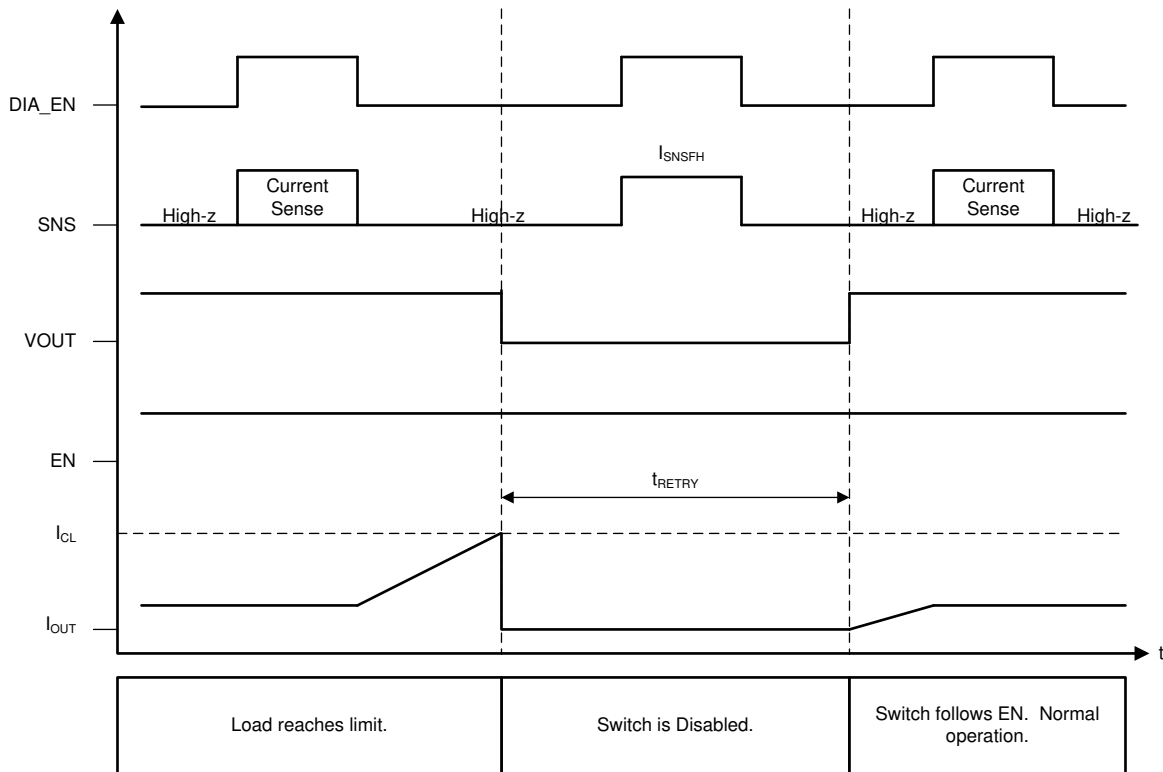 DIA_EN
I_SNSFH
SNS
High-z
Current
Sense
High-z
High-z
Current
Sense
High-z
VOUT
EN
t_RETRY
I_CL
I_OUT
t
Load reaches limit.
Switch is Disabled.
Switch follows EN. Normal
operation.